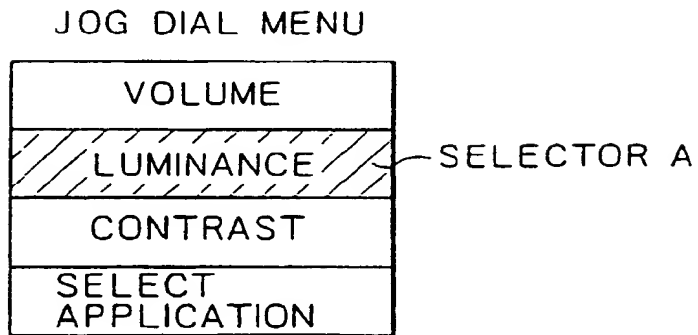 JOG DIAL MENU
VOLUME
LUMINANCE
SELECTOR A
CONTRAST
SELECT
APPLICATION